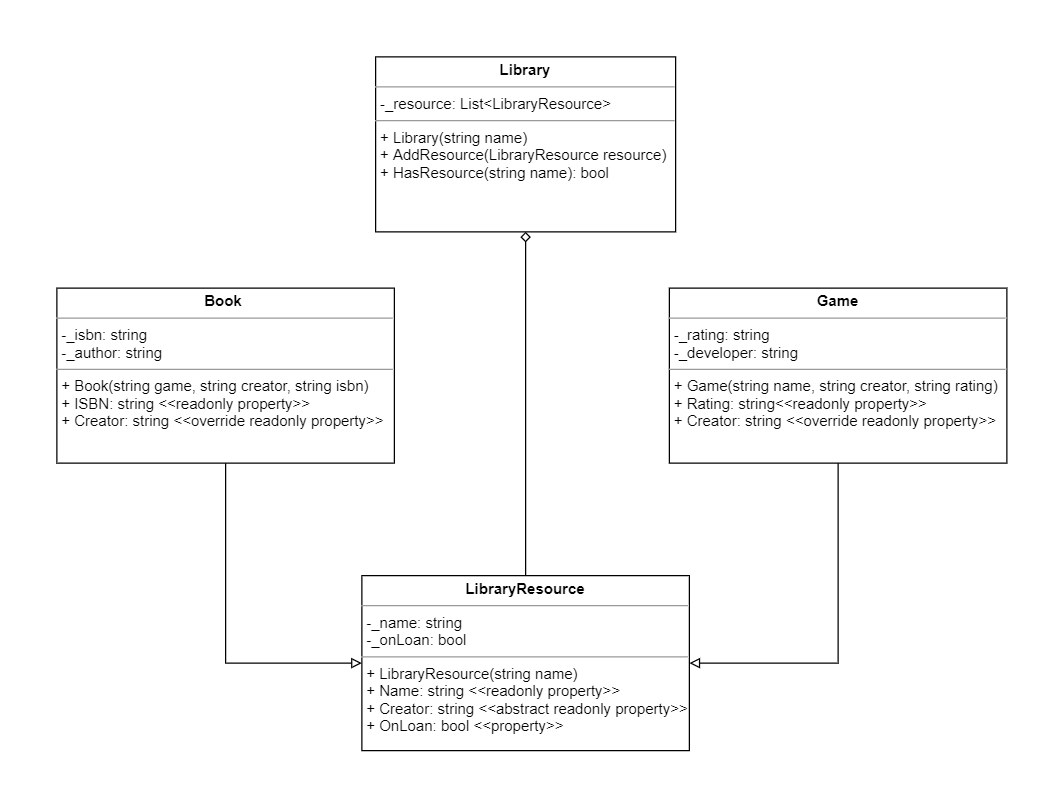 Library
-_resource: List<LibraryResource>
+ Library(string name)
+ AddResource(LibraryResource resource)
+ HasResource(string name): bool
Book
-_isbn: string
-_author: string
+ Book(string game, string creator, string isbn)
+ ISBN: string <<readonly property>>
+ Creator: string <<override readonly property>>
Game
-_rating: string
-_developer: string
+ Game(string name, string creator, string rating)
+ Rating: string<<readonly property>>
+ Creator: string <<override readonly property>>
LibraryResource
-_name: string
-_onLoan: bool
+ LibraryResource(string name)
+ Name: string <<readonly property>>
+ Creator: string <<abstract readonly property>>
+ OnLoan: bool <<property>>